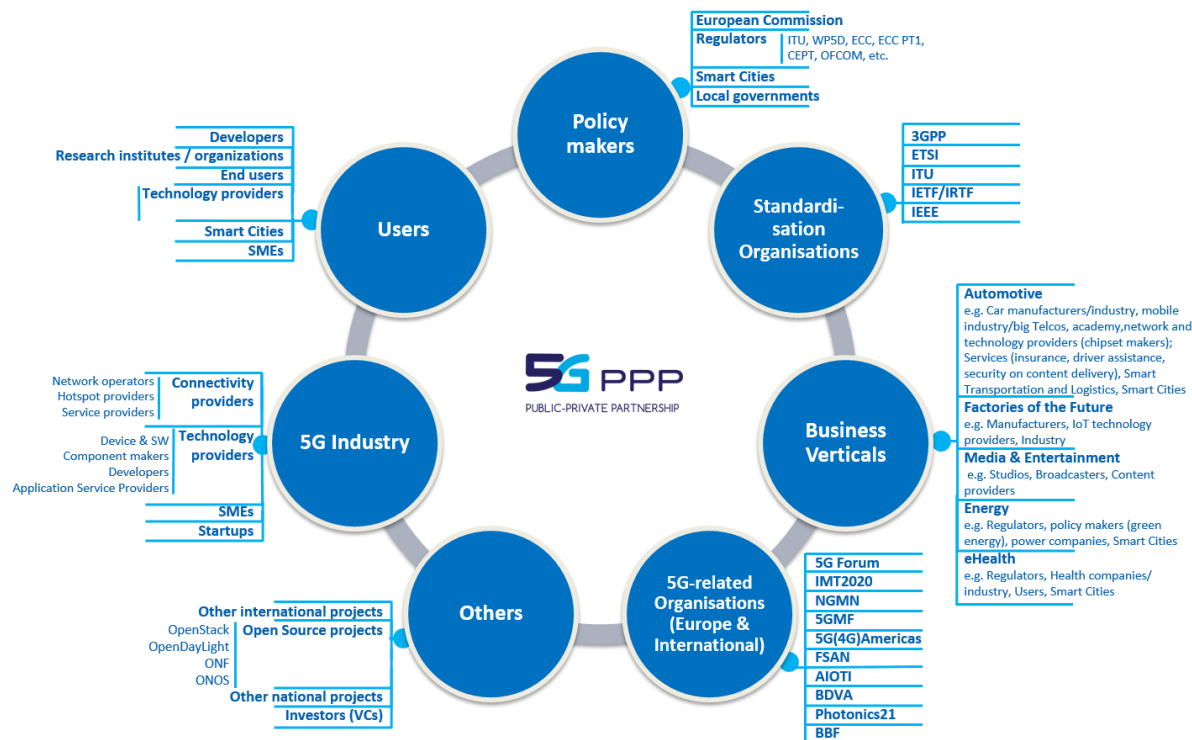 Policy
makers
European Commission
Regulators
ITU, WP5D, ECC, ECC PT1,
CEPT, OFCOM, etc.
Smart Cities
Local governments
Standardi-
sation
Organisations
3GPP
ETSI
ITU
IETF/IRTF
IEEE
Business
Verticals
Automotive
e.g. Car manufacturers/industry, mobile
industry/big Telcos, academy,network and
technology providers (chipset makers);
Services (insurance, driver assistance,
security on content delivery), Smart
Transportation and Logistics, Smart Cities
Factories of the Future
e.g. Manufacturers, IoT technology
providers, Industry
Media & Entertainment
e.g. Studios, Broadcasters, Content
providers
Energy
e.g. Regulators, policy makers (green
energy), power companies, Smart Cities
eHealth
e.g. Regulators, Health companies/
industry, Users, Smart Cities
5G-related
Organisations
(Europe &
International)
5G Forum
IMT2020
NGMN
5GMF
5G(4G)Americas
FSAN
AIOTI
BDVA
Photonics21
BBF
Others
Other international projects
Open Source projects
OpenStack
OpenDayLight
ONF
ONOS
Other national projects
Investors (VCs)
5G Industry
Connectivity
providers
Network operators
Hotspot providers
Service providers
Technology
providers
Device & SW
Component makers
Developers
Application Service Providers
SMEs
Startups
Users
Developers
Research institutes / organizations
End users
Technology providers
Smart Cities
SMEs
5G PPP
PUBLIC-PRIVATE PARTNERSHIP